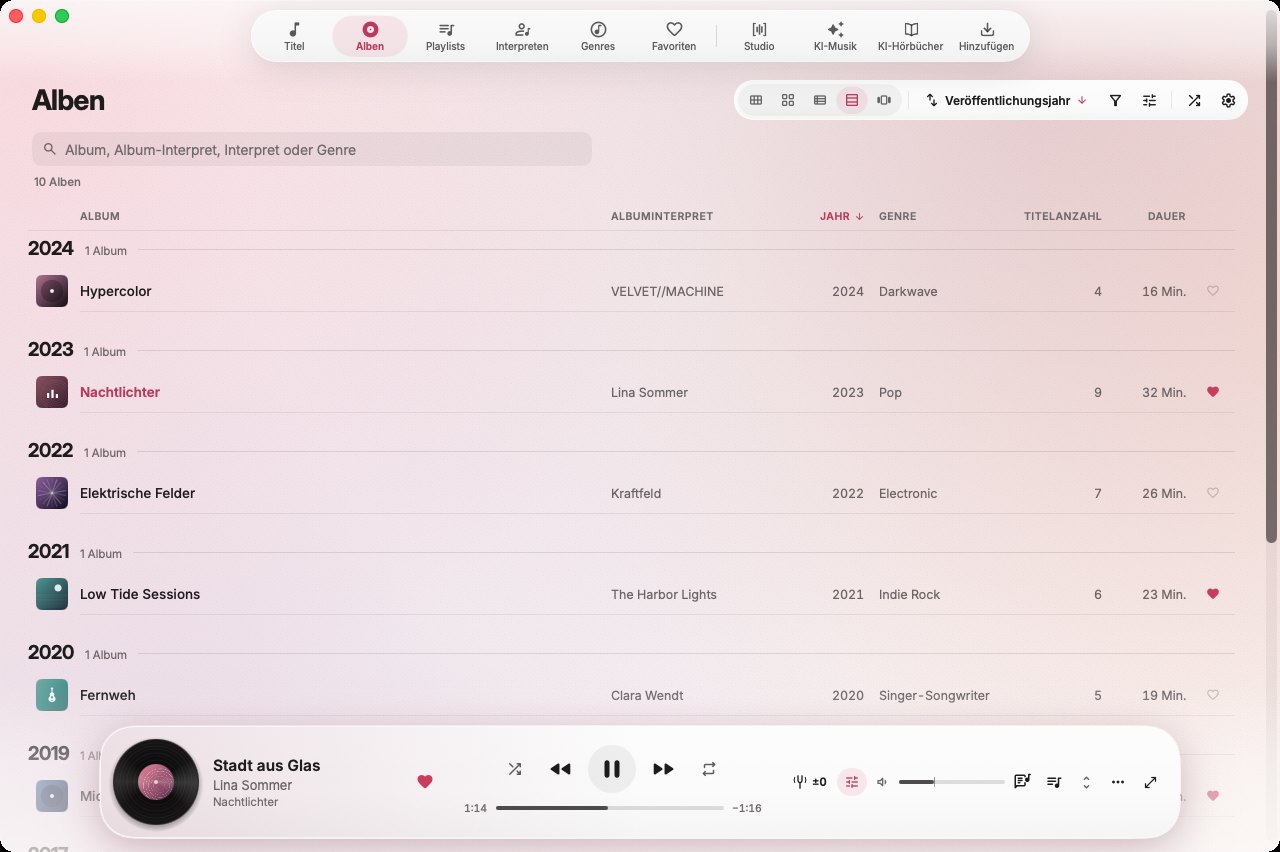 Titel
Alben
Playlists
Interpreten
Genres
Favoriten
Studio
KI-Musik
KI-Hörbücher
Hinzufügen
Alben
Veröffentlichungsjahr ↓
Album, Album-Interpret, Interpret oder Genre
10 Alben
ALBUM ALBUMINTERPRET JAHR ↓ GENRE TITELANZAHL DAUER
2024 1 Album
Hypercolor VELVET//MACHINE 2024 Darkwave 4 16 Min.
2023 1 Album
Nachtlichter Lina Sommer 2023 Pop 9 32 Min.
2022 1 Album
Elektrische Felder Kraftfeld 2022 Electronic 7 26 Min.
2021 1 Album
Low Tide Sessions The Harbor Lights 2021 Indie Rock 6 23 Min.
2020 1 Album
Fernweh Clara Wendt 2020 Singer-Songwriter 5 19 Min.
2019
Stadt aus Glas
Lina Sommer
Nachtlichter
1:14
−1:16
±0
2017